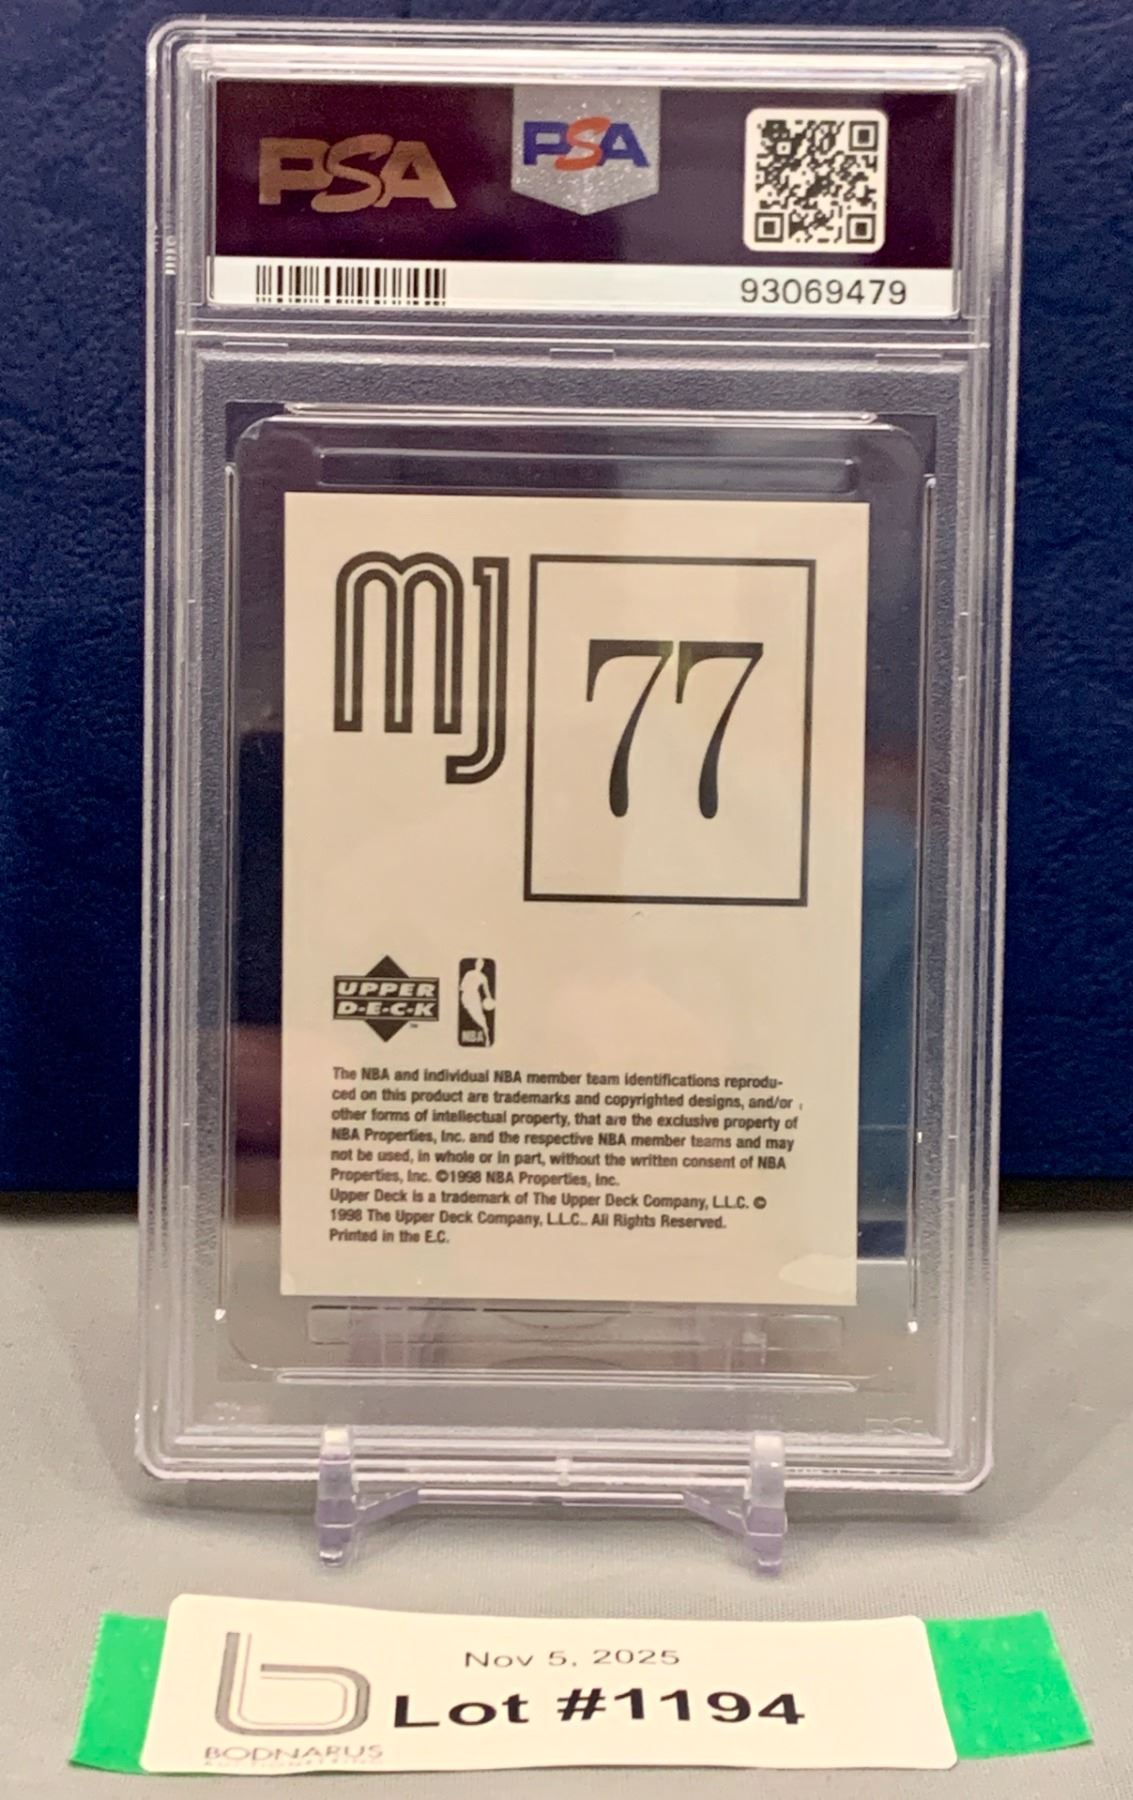 PSA
PSA
93069479
MJ
77
UPPER
D·E·C·K
NBA
The NBA and individual NBA member team identifications reprodu-
ced on this product are trademarks and copyrighted designs, and/or
other forms of intellectual property, that are the exclusive property of
NBA Properties, Inc. and the respective NBA member teams and may
not be used, in whole or in part, without the written consent of NBA
Properties, Inc. ©1998 NBA Properties, Inc.
Upper Deck is a trademark of The Upper Deck Company, L.L.C. ©
1998 The Upper Deck Company, L.L.C.. All Rights Reserved.
Printed in the E.C.
Nov 5, 2025
Lot #1194
b
BODNARUS
AUCTIONEERING